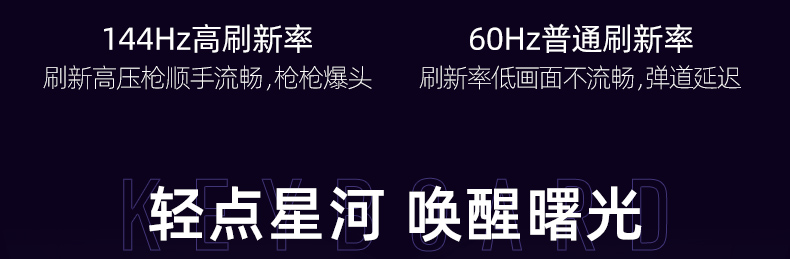 144Hz高刷新率
刷新高压枪顺手流畅,枪枪爆头
60Hz普通刷新率
刷新率低画面不流畅,弹道延迟
KEYBOARD
轻点星河 唤醒曙光